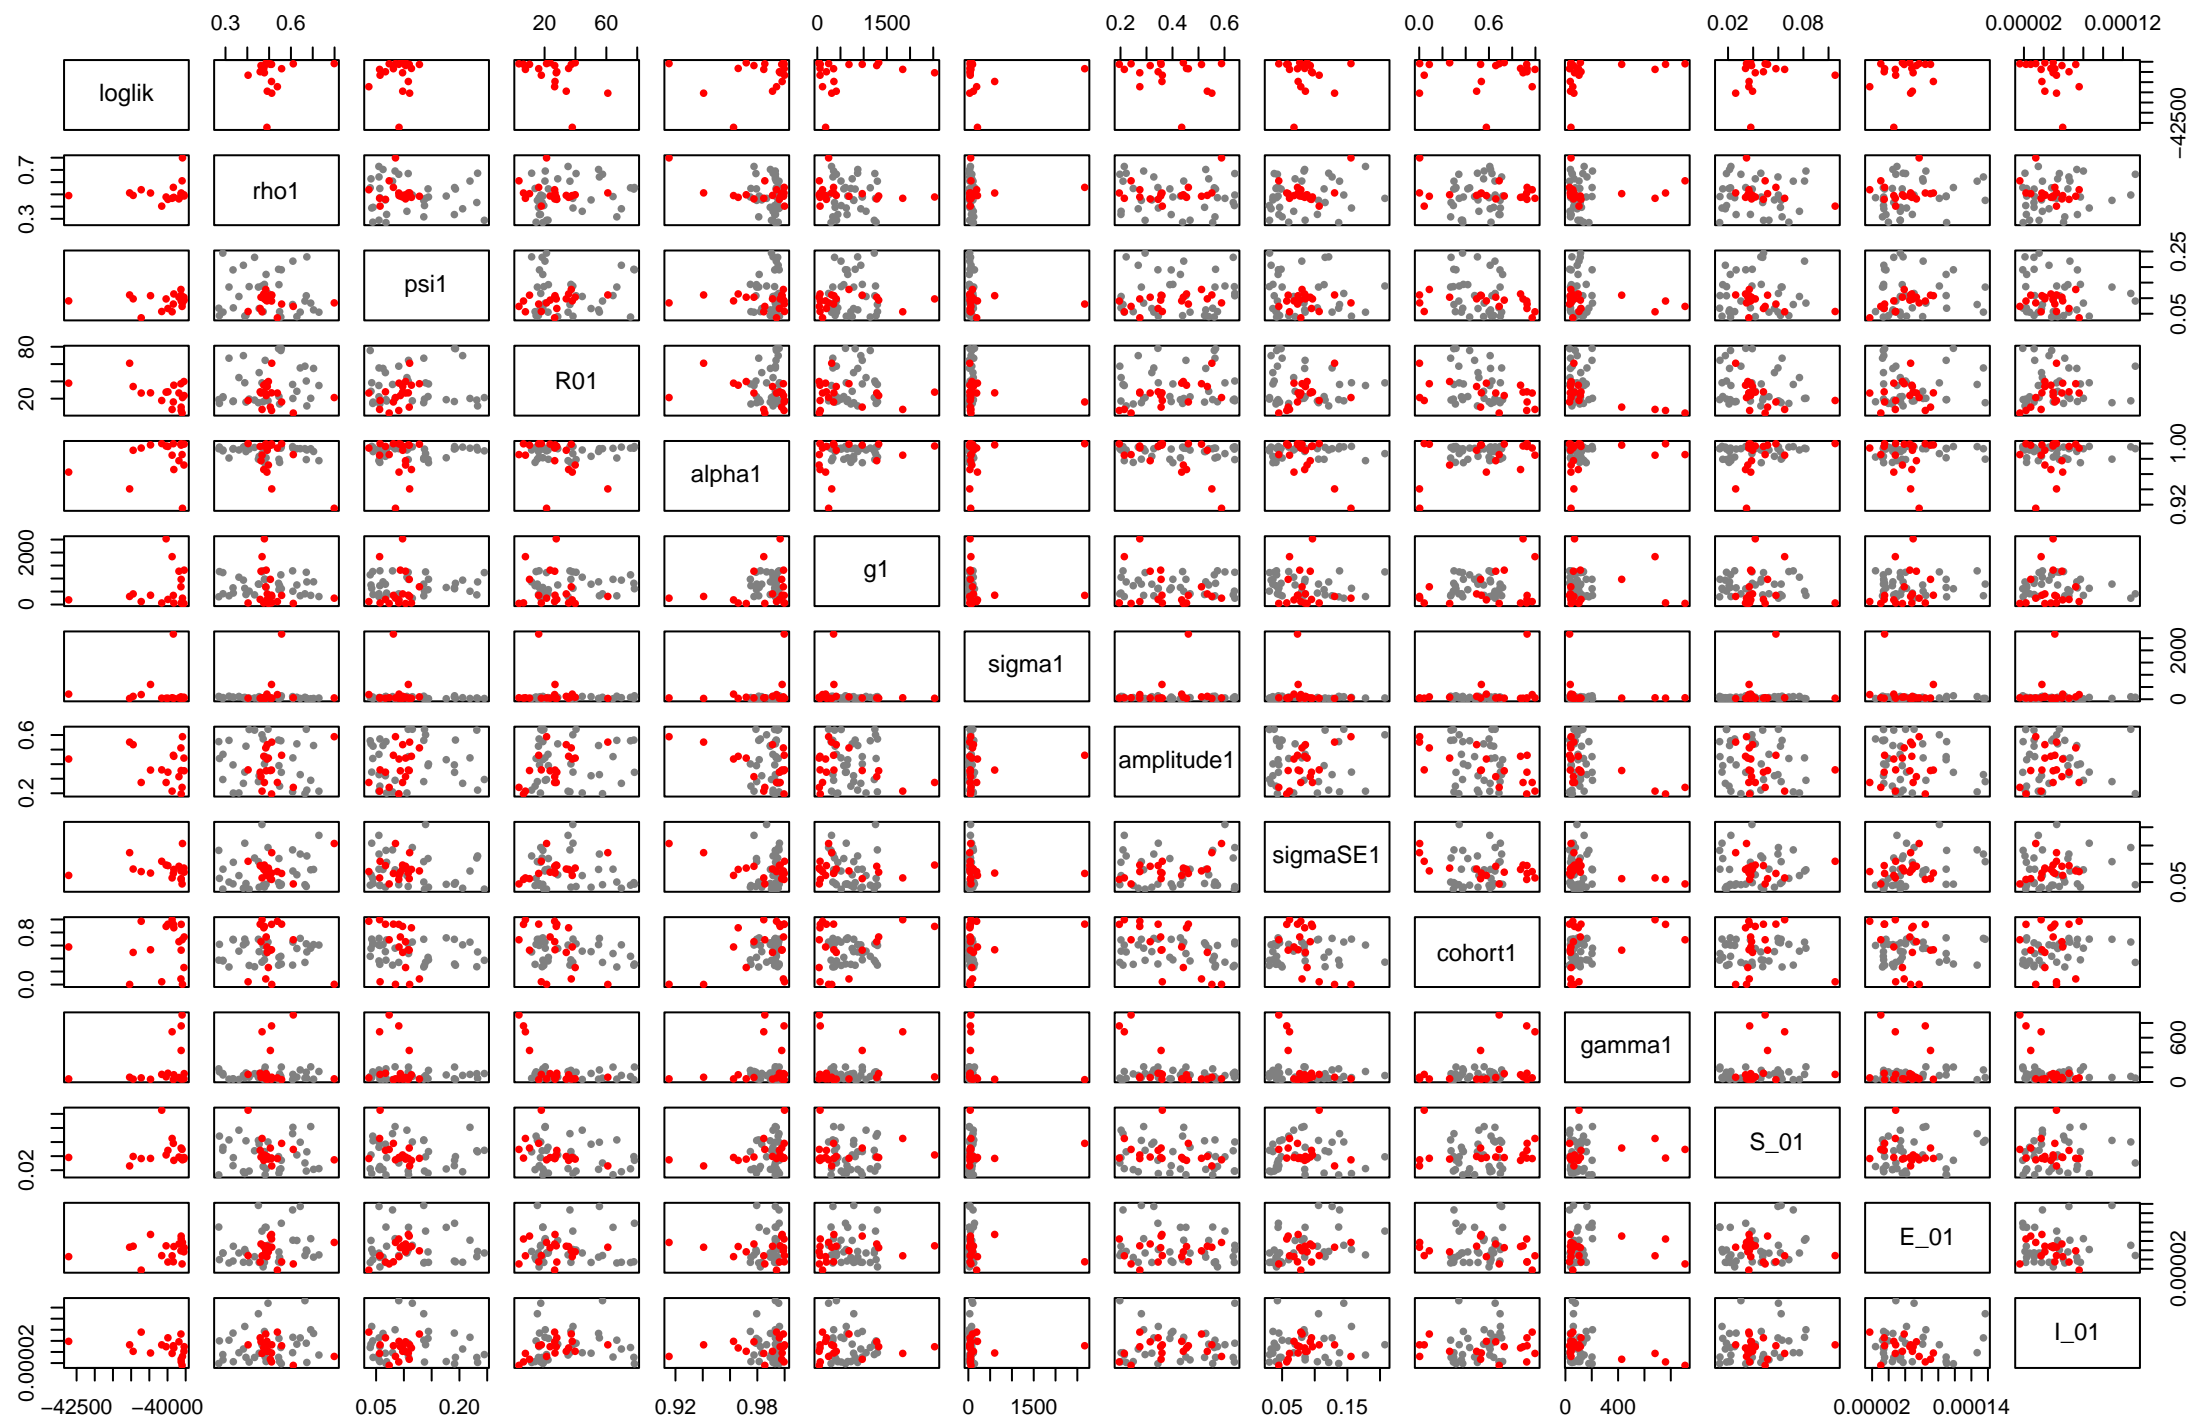 0.3 0.6 20 60 0 1500 0.2 0.4 0.6 0.0 0.6 0.02 0.08 0.00002 0.00012
loglik −42500
0.3 0.7 rho1
psi1 0.05 0.25
20 80 R01
alpha1 0.92 1.00
0 2000 g1
sigma1 0 2000
0.2 0.6 amplitude1
sigmaSE1 0.05
0.0 0.8 cohort1
gamma1 0 600
0.02 S_01
E_01 0.00002
0.00002 I_01
−42500 −40000 0.05 0.20 0.92 0.98 0 1500 0.05 0.15 0 400 0.00002 0.00014